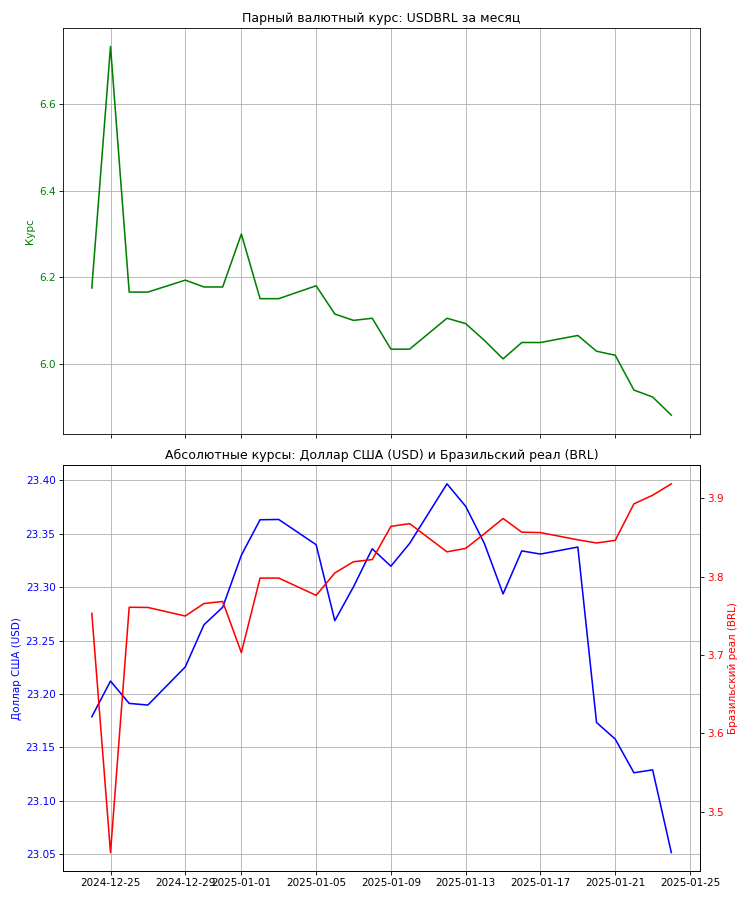 Парный валютный курс: USDBRL за месяц
Курс
6.6
6.4
6.2
6.0
Абсолютные курсы: Доллар США (USD) и Бразильский реал (BRL)
Доллар США (USD)
23.40
23.35
23.30
23.25
23.20
23.15
23.10
23.05
3.9
3.8
3.7
3.6
3.5
Бразильский реал (BRL)
2024-12-25 2024-12-29 2025-01-01 2025-01-05 2025-01-09 2025-01-13 2025-01-17 2025-01-21 2025-01-25